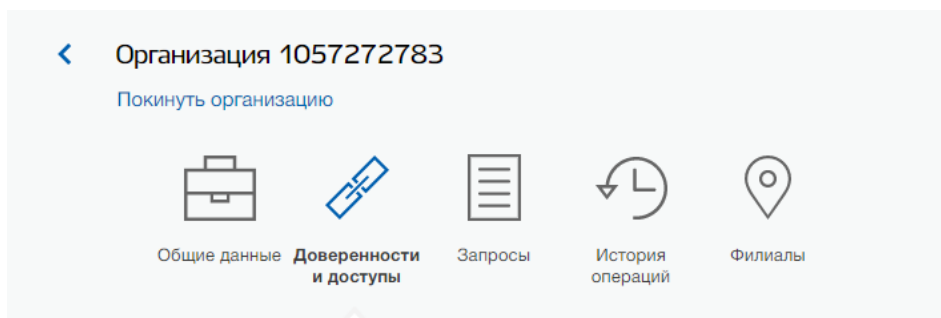 Организация 1057272783
Покинуть организацию
Общие данные
Доверенности
и доступы
Запросы
История
операций
Филиалы